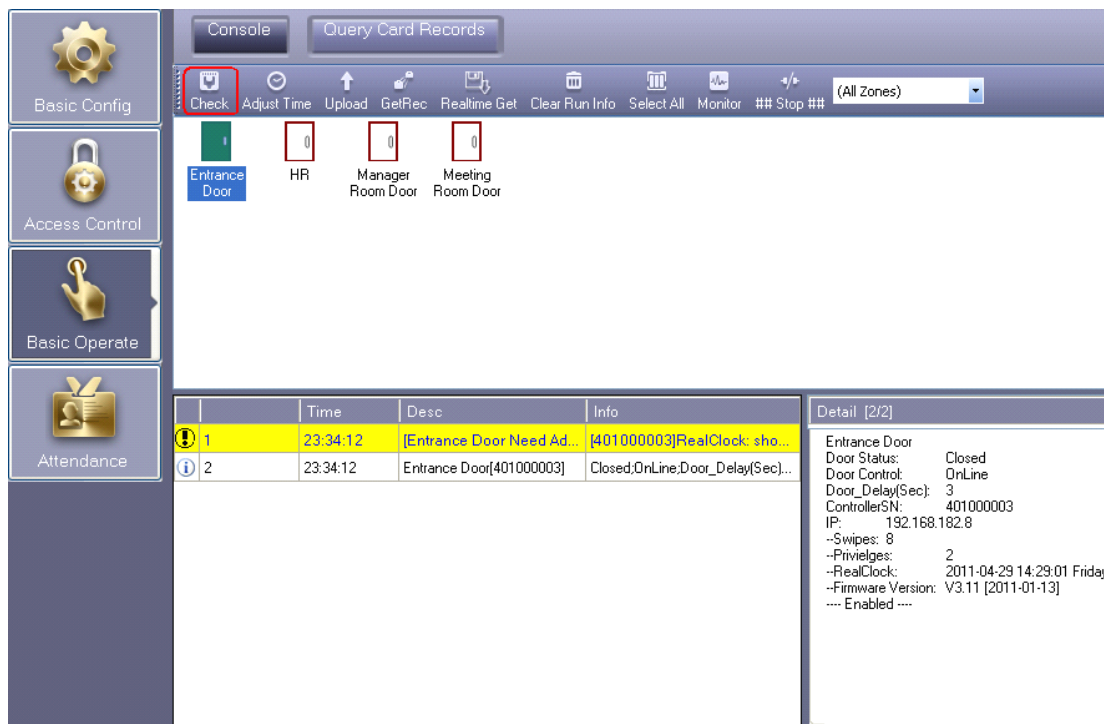 Basic Config
Access Control
Basic Operate
Attendance
Console Query Card Records
Check Adjust Time Upload GetRec Realtime Get Clear Run Info Select All Monitor ## Stop ## (All Zones)
Entrance Door
HR
Manager Room Door
Meeting Room Door
Time Desc Info
1 23:34:12 [Entrance Door Need Ad... [401000003]RealClock: sho...
2 23:34:12 Entrance Door[401000003] Closed;OnLine;Door_Delay(Sec)...
Detail [2/2]
Entrance Door
Door Status: Closed
Door Control: OnLine
Door_Delay(Sec): 3
ControllerSN: 401000003
IP: 192.168.182.8
--Swipes: 8
--Privielges: 2
--RealClock: 2011-04-29 14:29:01 Friday
--Firmware Version: V3.11 [2011-01-13]
---- Enabled ----